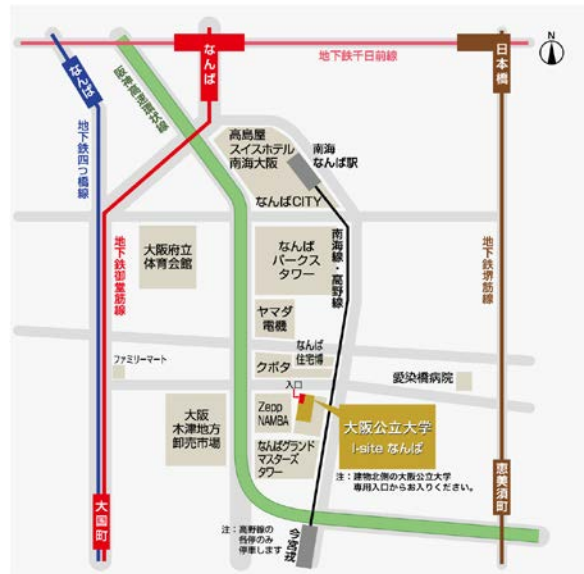 なんば
なんば
日本橋
N
地下鉄千日前線
阪神高速環状線
地下鉄四つ橋線
高島屋
スイスホテル
南海大阪
南海
なんば駅
なんばCITY
大阪府立
体育会館
なんば
パークス
タワー
南海線・高野線
地下鉄御堂筋線
地下鉄堺筋線
ヤマダ
電機
なんば
住宅博
ファミリーマート
クボタ
愛染橋病院
入口
大阪
木津地方
卸売市場
Zepp
NAMBA
大阪公立大学
I-site なんば
なんばグランド
マスターズ
タワー
注：建物北側の大阪公立大学
専用入口からお入りください。
大国町
恵美須町
注：高野線の
各停のみ
停車します
今宮戎